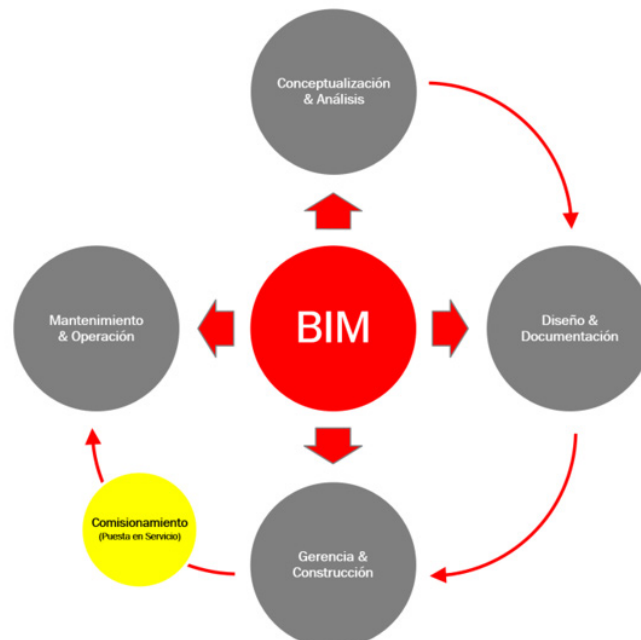 Conceptualización
& Análisis
Mantenimiento
& Operación
BIM
Diseño &
Documentación
Comisionamiento
(Puesta en Servicio)
Gerencia &
Construcción